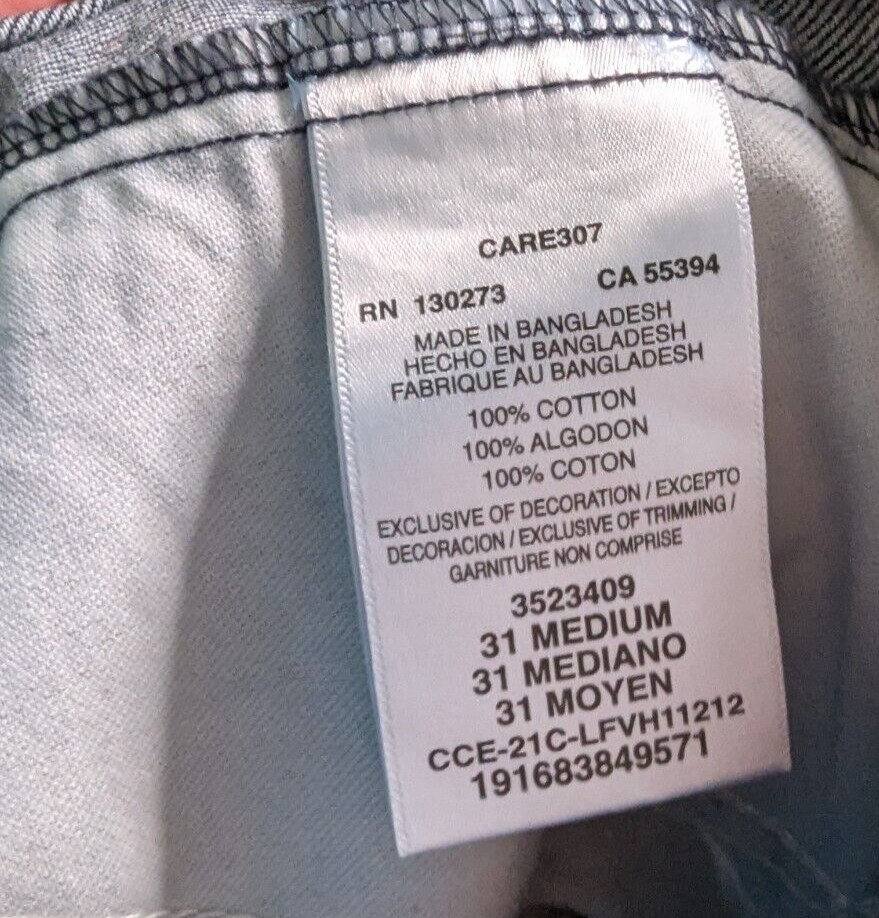 CARE307
RN 130273 CA 55394
MADE IN BANGLADESH
HECHO EN BANGLADESH
FABRIQUE AU BANGLADESH
100% COTTON
100% ALGODON
100% COTON
EXCLUSIVE OF DECORATION / EXCEPTO
DECORACION / EXCLUSIVE OF TRIMMING /
GARNITURE NON COMPRISE
3523409
31 MEDIUM
31 MEDIANO
31 MOYEN
CCE-21C-LFVH11212
191683849571